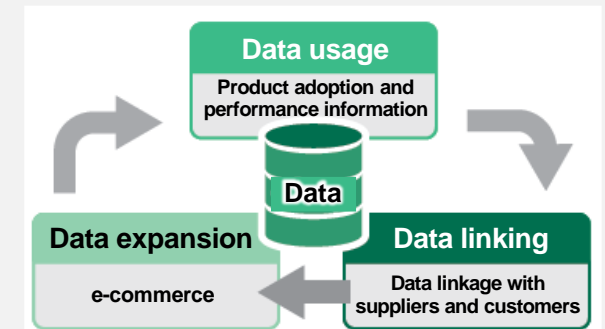 Data usage
Product adoption and
performance information
Data
Data expansion
e-commerce
Data linking
Data linkage with
suppliers and customers